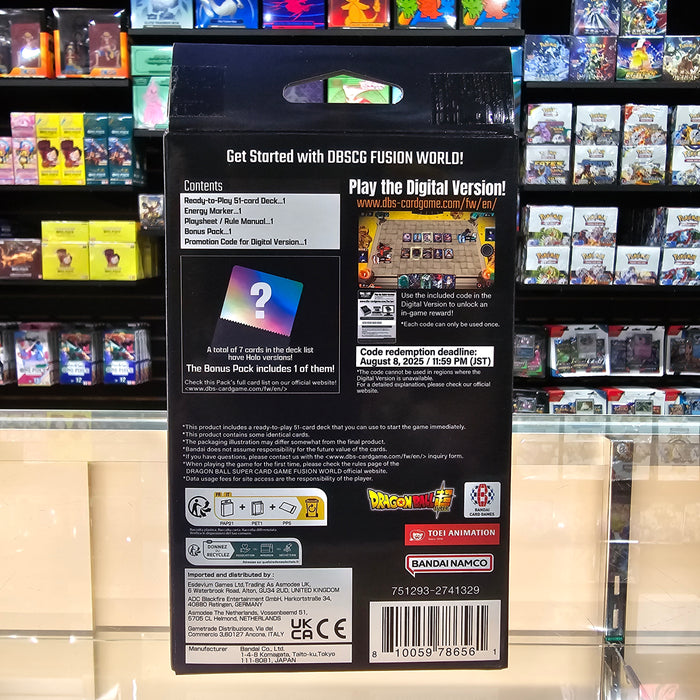 Get Started with DBSCG FUSION WORLD!
Contents
Ready-to-Play 51-card Deck...1
Energy Marker...1
Playsheet / Rule Manual...1
Bonus Pack...1
Promotion Code for Digital Version...1
Play the Digital Version!
www.dbs-cardgame.com/fw/en/
Use the included code in the
Digital Version to unlock an
in-game reward!
*Each code can only be used once.
?
A total of 7 cards in the deck list
have Holo versions!
The Bonus Pack includes 1 of them!
Check this Pack's full card list on our official website!
<www.dbs-cardgame.com/fw/en/>
Code redemption deadline:
August 8, 2025 / 11:59 PM (JST)
*The code cannot be used in regions where the
Digital Version is unavailable.
For a detailed explanation, please check our official
website.
*This product includes a ready-to-play 51-card deck that you can use to start the game immediately.
*This product contains some identical cards.
*The packaging illustration may differ somewhat from the final product.
*Bandai does not assume responsibility for the future value of the cards.
*If you have questions, please contact us with the <www.dbs-cardgame.com/fw/en/> inquiry form.
*When playing the game for the first time, please check the rules page of the
DRAGON BALL SUPER CARD GAME FUSION WORLD official website.
*Data usage fees for site access are the responsibility of the player.
FR IT
PAP21 PET1 PP5
DONNEZ
OU
RECYCLEZ
DRAGON BALL
BANDAI
CARD GAMES
TOEI ANIMATION
BANDAI NAMCO
Imported and distributed by :
Esdevium Games Ltd,Trading As Asmodee UK,
6 Waterbrook Road, Alton, GU34 2UD, UNITED KINGDOM
ADC Blackfire Entertainment GmbH, Harkortstraße 34,
40880 Ratingen, GERMANY
Asmodee The Netherlands, Vossenbeemd 51,
5705 CL Helmond, NETHERLANDS
Gametrade Distribuzione, Via del
Commercio 3,60127 Ancona, ITALY
UK
CA
CE
Manufacturer
Bandai Co., Ltd.
1-4-8 Komagata, Taito-ku,Tokyo
111-8081, JAPAN
751293-2741329
8 10059 78656 1